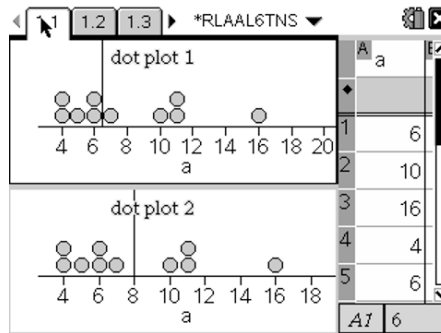 1.1 1.2 1.3 *RLAAL6TNS
dot plot 1
4 6 8 10 12 14 16 18 20
a
dot plot 2
4 6 8 10 12 14 16 18
a
A a
1 6
2 10
3 16
4 4
5 6
A1 6